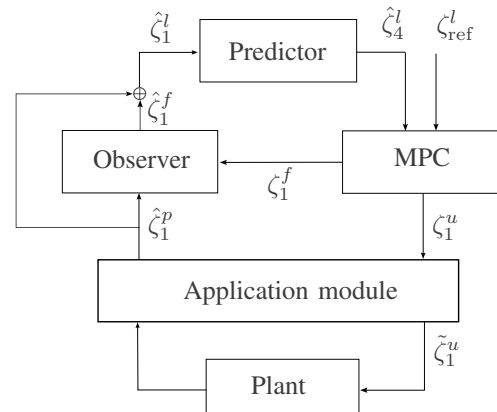 ζ̂₁ˡ
Predictor
ζ̂₄ˡ
ζˡ_ref
⊕
ζ̂₁ᶠ
Observer
ζ₁ᶠ
MPC
ζ̂₁ᵖ
ζ₁ᵘ
Application module
ζ̃₁ᵘ
Plant